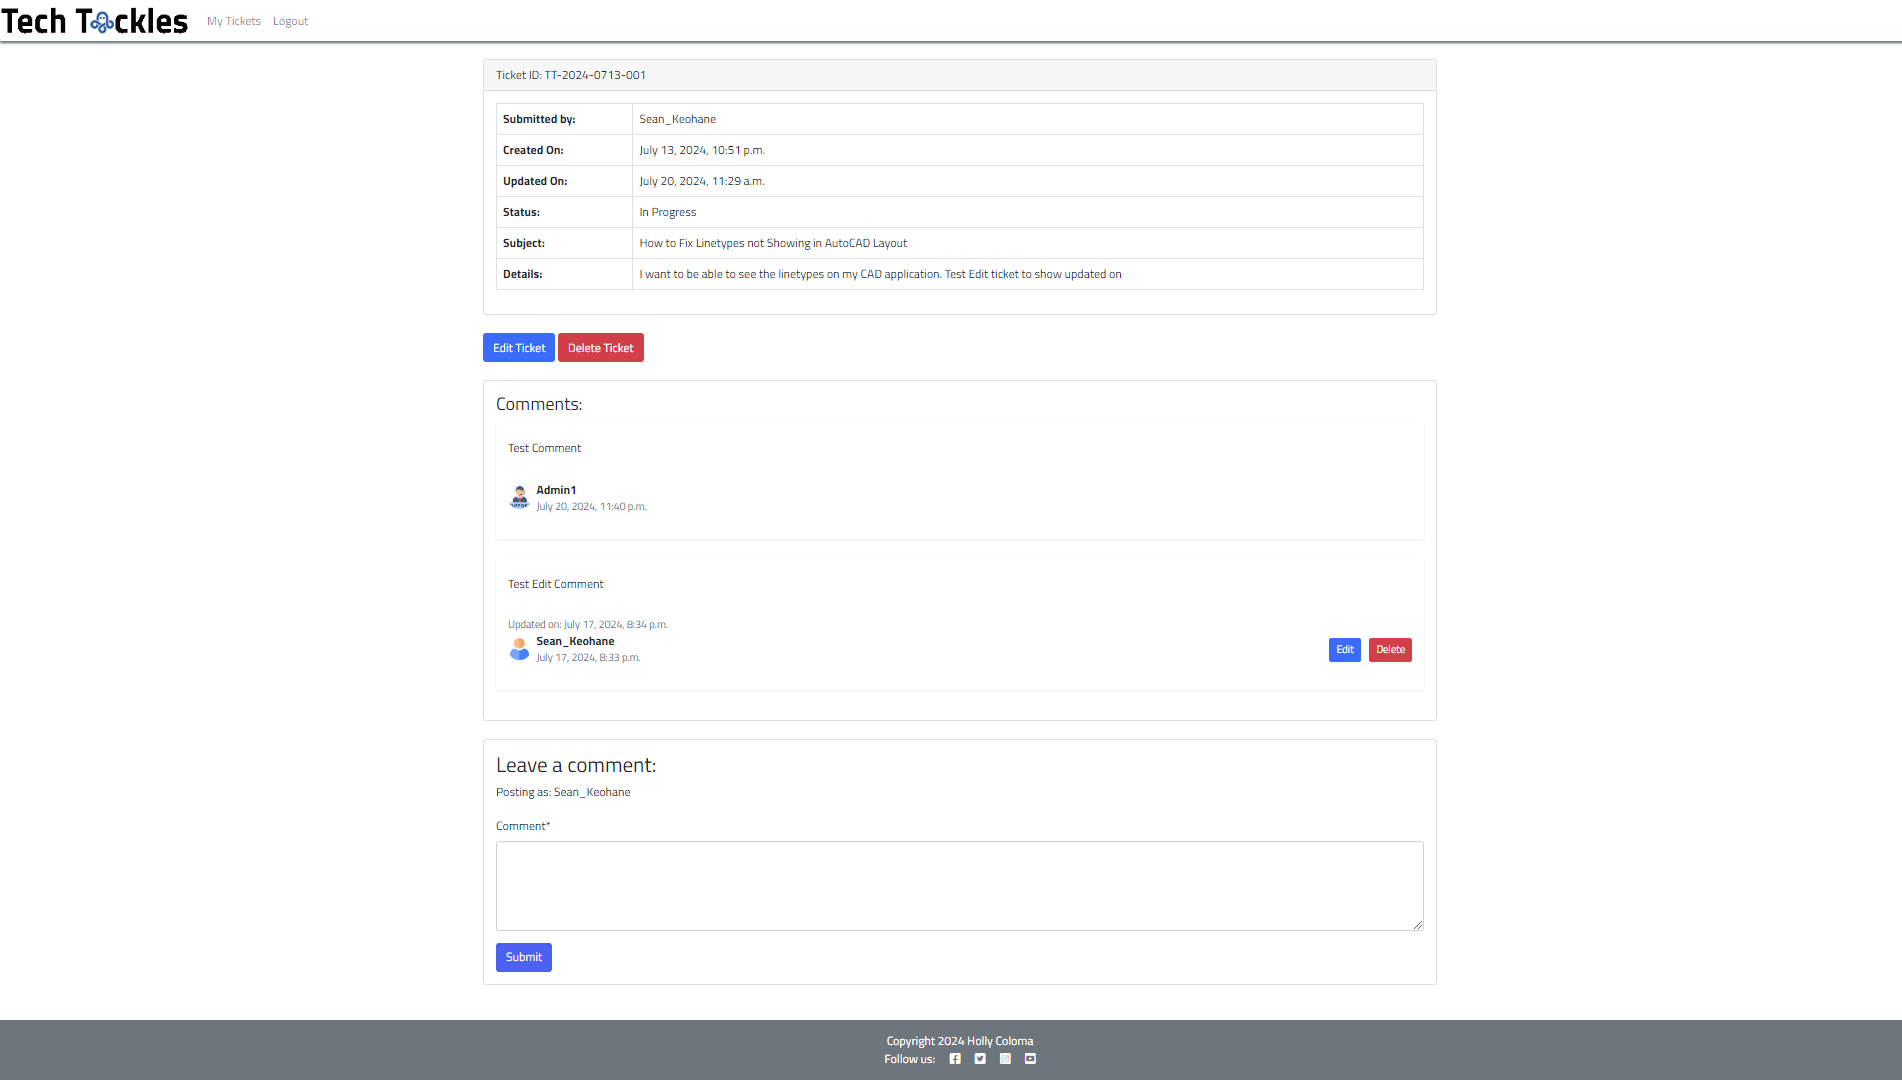 Tech Tackles My Tickets Logout
Ticket ID: TT-2024-0713-001
Submitted by: Sean_Keohane
Created On: July 13, 2024, 10:51 p.m.
Updated On: July 20, 2024, 11:29 a.m.
Status: In Progress
Subject: How to Fix Linetypes not Showing in AutoCAD Layout
Details: I want to be able to see the linetypes on my CAD application. Test Edit ticket to show updated on
Edit Ticket Delete Ticket
Comments:
Test Comment
Admin1
July 20, 2024, 11:40 p.m.
Test Edit Comment
Updated on: July 17, 2024, 8:34 p.m.
Sean_Keohane
July 17, 2024, 8:33 p.m.
Edit Delete
Leave a comment:
Posting as: Sean_Keohane
Comment*
Submit
Copyright 2024 Holly Coloma
Follow us: